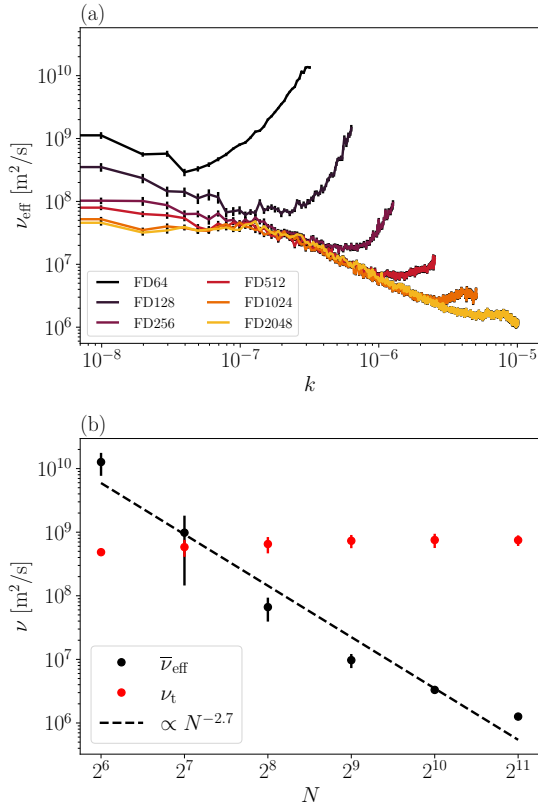 (a)
10^10
10^9
10^8
10^7
10^6
ν_eff [m^2/s]
FD64 FD512
FD128 FD1024
FD256 FD2048
10^−8 10^−7 10^−6 10^−5
k
(b)
10^10
10^9
10^8
10^7
10^6
ν [m^2/s]
ν̅_eff
ν_t
∝ N^−2.7
2^6 2^7 2^8 2^9 2^10 2^11
N